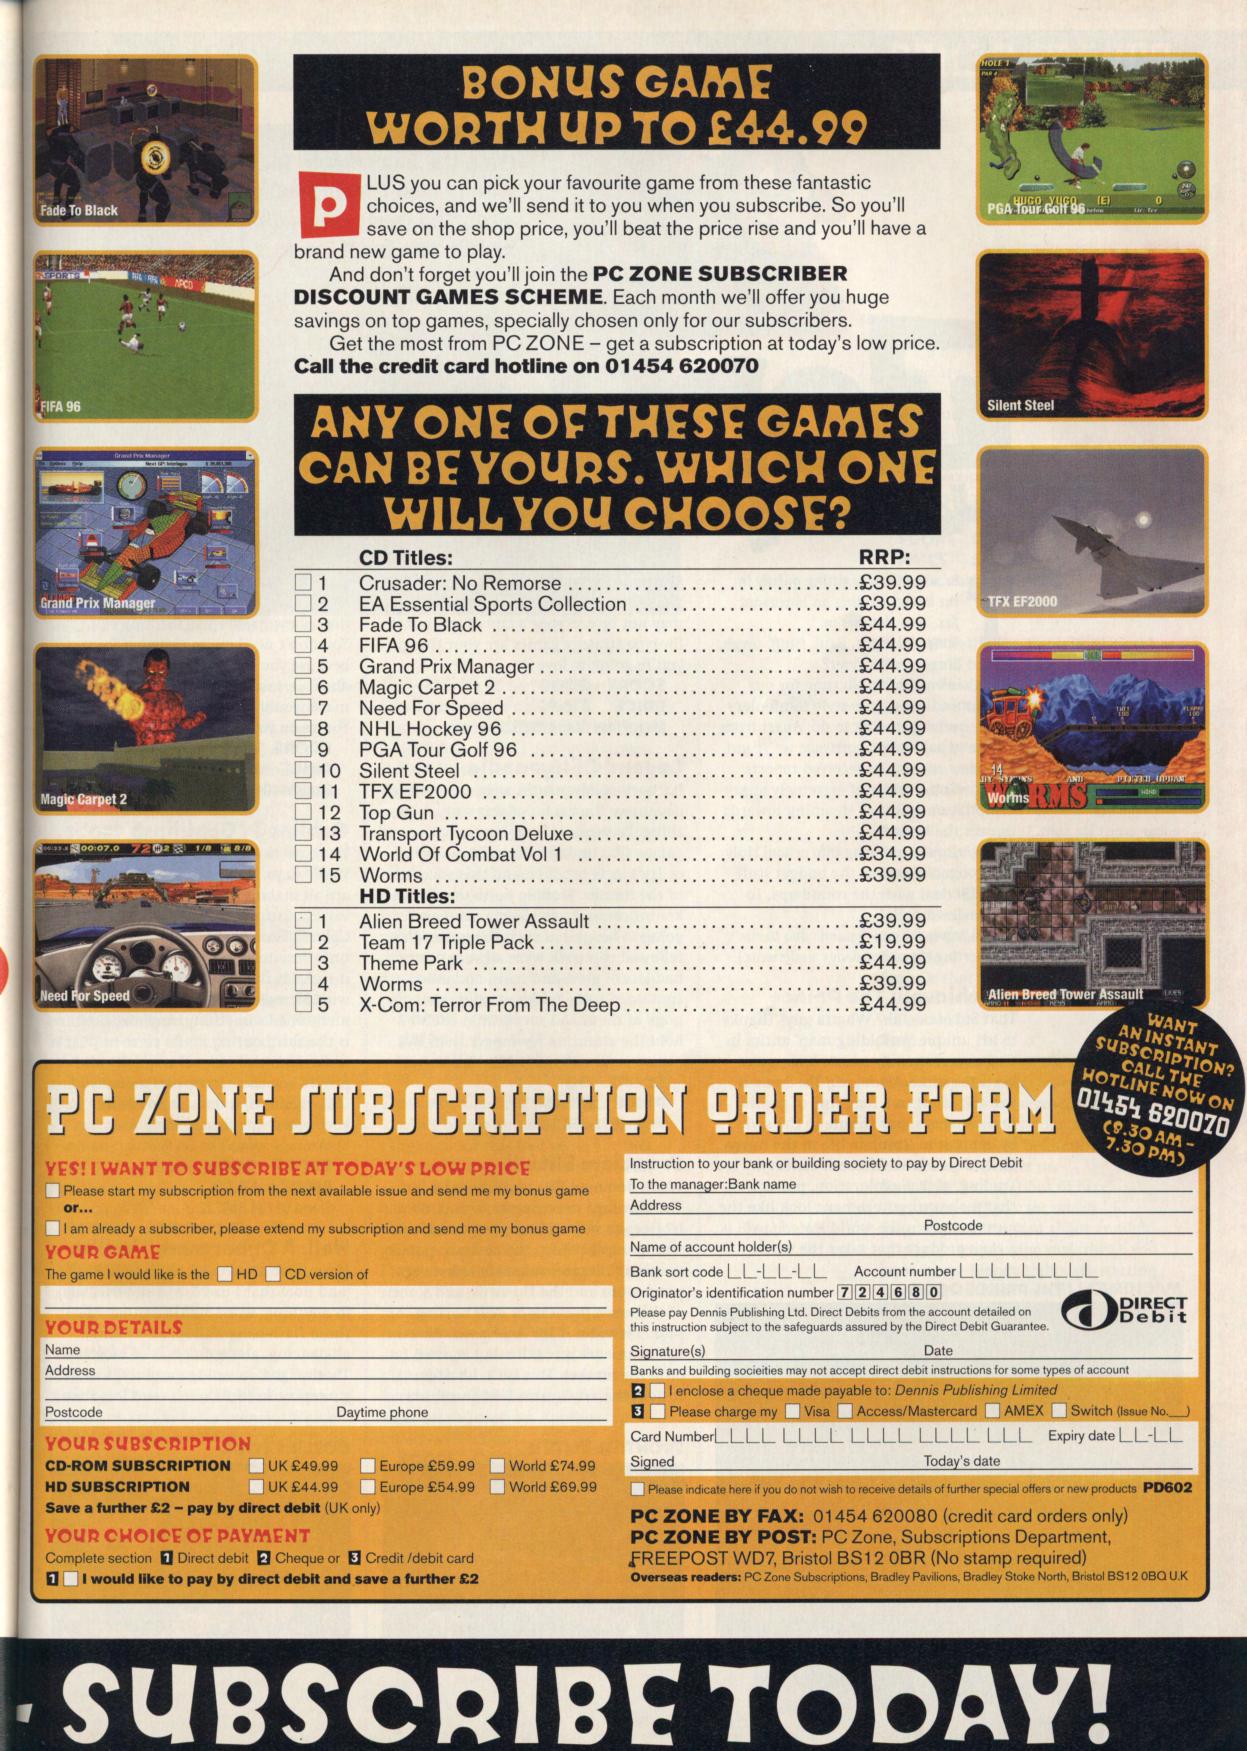 BONUS GAME
WORTH UP TO £44.99
PLUS you can pick your favourite game from these fantastic
choices, and we'll send it to you when you subscribe. So you'll
save on the shop price, you'll beat the price rise and you'll have a
brand new game to play.
And don't forget you'll join the PC ZONE SUBSCRIBER
DISCOUNT GAMES SCHEME. Each month we'll offer you huge
savings on top games, specially chosen only for our subscribers.
Get the most from PC ZONE – get a subscription at today's low price.
Call the credit card hotline on 01454 620070
Fade To Black
SPORTS
FIFA 96
Grand Prix Manager
Grand Prix Manager
Magic Carpet 2
00:07.0 72 1/8 8/8
Need For Speed
HOLE 1
PAR 4
HUGO YUGO (E) 0
PGA Tour Golf 96
Silent Steel
TFX EF2000
WIND
WORMS
Worms
Alien Breed Tower Assault
ANY ONE OF THESE GAMES
CAN BE YOURS. WHICH ONE
WILL YOU CHOOSE?
CD Titles: RRP:
1 Crusader: No Remorse £39.99
2 EA Essential Sports Collection £39.99
3 Fade To Black £44.99
4 FIFA 96 £44.99
5 Grand Prix Manager £44.99
6 Magic Carpet 2 £44.99
7 Need For Speed £44.99
8 NHL Hockey 96 £44.99
9 PGA Tour Golf 96 £44.99
10 Silent Steel £44.99
11 TFX EF2000 £44.99
12 Top Gun £44.99
13 Transport Tycoon Deluxe £44.99
14 World Of Combat Vol 1 £34.99
15 Worms £39.99
HD Titles:
1 Alien Breed Tower Assault £39.99
2 Team 17 Triple Pack £19.99
3 Theme Park £44.99
4 Worms £39.99
5 X-Com: Terror From The Deep £44.99
WANT
AN INSTANT
SUBSCRIPTION?
CALL THE
HOTLINE NOW ON
01454 620070
(8.30 AM –
7.30 PM)
PC ZONE SUBSCRIPTION ORDER FORM
YES! I WANT TO SUBSCRIBE AT TODAY'S LOW PRICE
Please start my subscription from the next available issue and send me my bonus game
or...
I am already a subscriber, please extend my subscription and send me my bonus game
YOUR GAME
The game I would like is the HD CD version of
YOUR DETAILS
Name
Address
Postcode Daytime phone
YOUR SUBSCRIPTION
CD-ROM SUBSCRIPTION UK £49.99 Europe £59.99 World £74.99
HD SUBSCRIPTION UK £44.99 Europe £54.99 World £69.99
Save a further £2 – pay by direct debit (UK only)
YOUR CHOICE OF PAYMENT
Complete section 1 Direct debit 2 Cheque or 3 Credit /debit card
1 I would like to pay by direct debit and save a further £2
Instruction to your bank or building society to pay by Direct Debit
To the manager:Bank name
Address
Postcode
Name of account holder(s)
Bank sort code Account number
Originator's identification number 724680
Please pay Dennis Publishing Ltd. Direct Debits from the account detailed on
this instruction subject to the safeguards assured by the Direct Debit Guarantee.
DIRECT
Debit
Signature(s) Date
Banks and building socieities may not accept direct debit instructions for some types of account
2 I enclose a cheque made payable to: Dennis Publishing Limited
3 Please charge my Visa Access/Mastercard AMEX Switch (Issue No.___)
Card Number Expiry date
Signed Today's date
Please indicate here if you do not wish to receive details of further special offers or new products PD602
PC ZONE BY FAX: 01454 620080 (credit card orders only)
PC ZONE BY POST: PC Zone, Subscriptions Department,
FREEPOST WD7, Bristol BS12 0BR (No stamp required)
Overseas readers: PC Zone Subscriptions, Bradley Pavilions, Bradley Stoke North, Bristol BS12 0BQ U.K
- SUBSCRIBE TODAY!